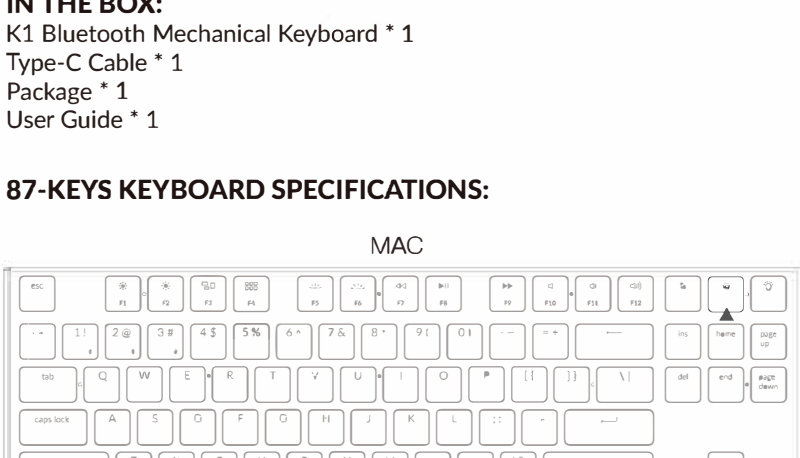 IN THE BOX:
K1 Bluetooth Mechanical Keyboard * 1
Type-C Cable * 1
Package * 1
User Guide * 1
87-KEYS KEYBOARD SPECIFICATIONS:
MAC
esc F1 F2 F3 F4 F5 F6 F7 F8 F9 F10 F11 F12
1 ! 2 @ 3 # 4 $ 5 % 6 ^ 7 & 8 * 9 ( 0 ) - = + ins home page up
tab Q W E R T Y U I O P [ { ] } \ | del end page down
caps lock A S F G H J K L ; :